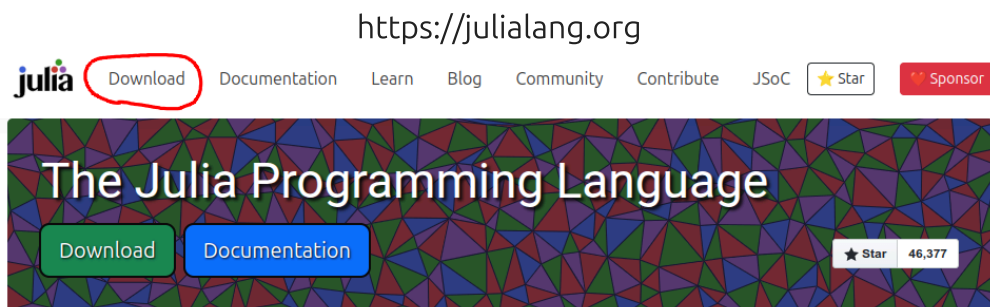 https://julialang.org
julia Download Documentation Learn Blog Community Contribute JSoC Star Sponsor
The Julia Programming Language
Download Documentation
Star 46,377